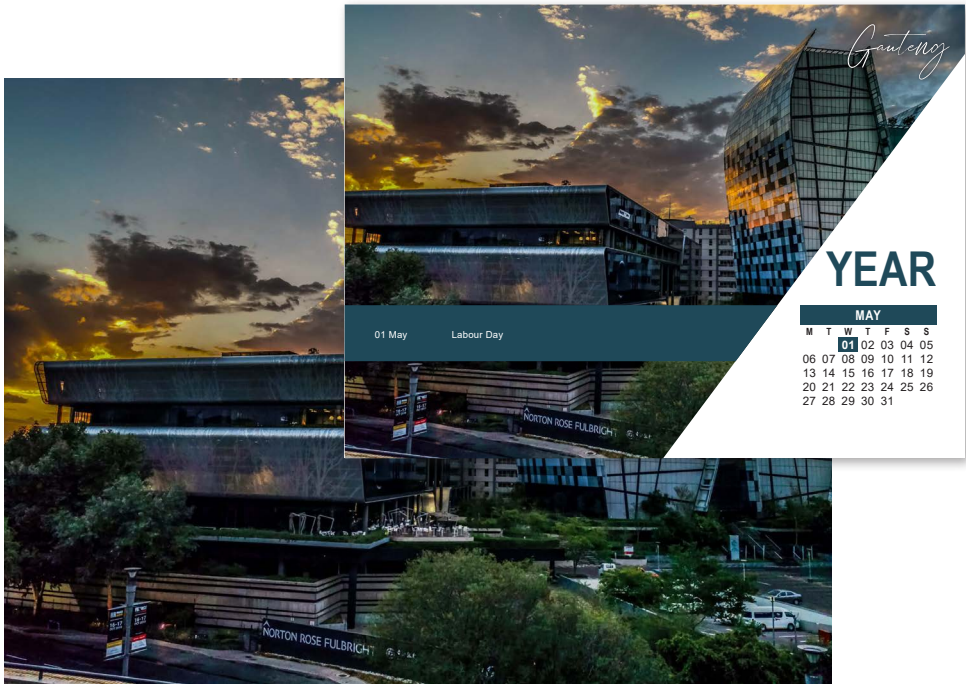 Gauteng
YEAR
MAY
M T W T F S S
01 02 03 04 05
06 07 08 09 10 11 12
13 14 15 16 17 18 19
20 21 22 23 24 25 26
27 28 29 30 31
01 May Labour Day
NORTON ROSE FULBRIGHT
NORTON ROSE FULBRIGHT